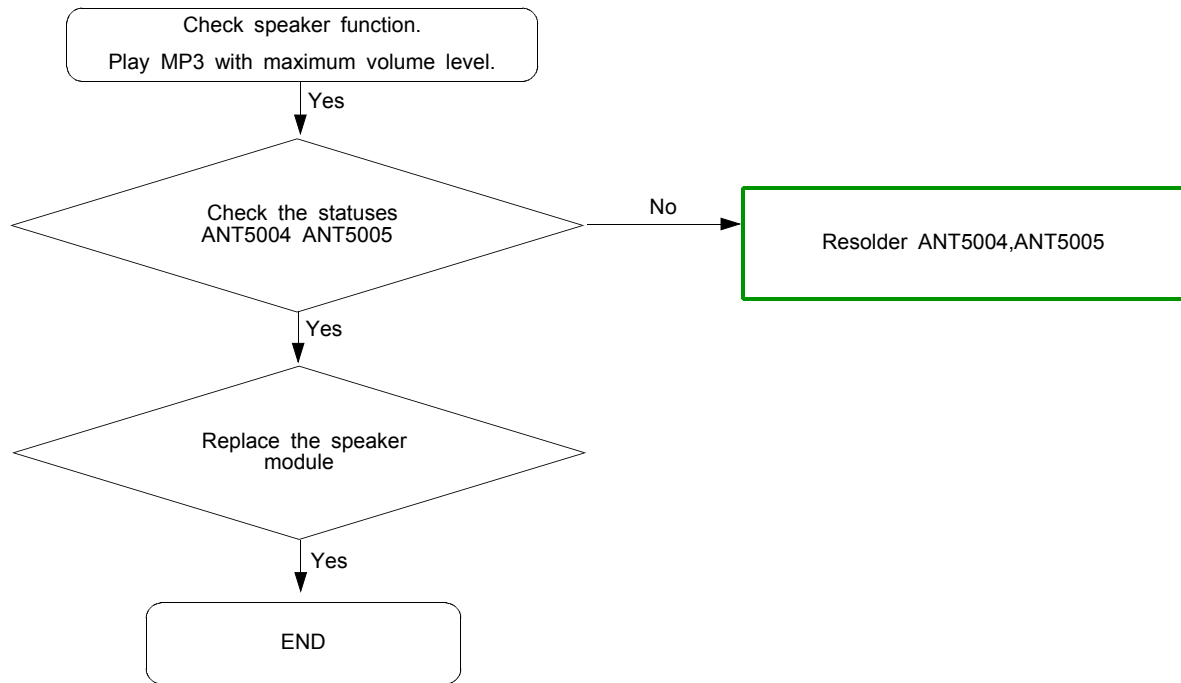 Check speaker function.
Play MP3 with maximum volume level.
Yes
Check the statuses
ANT5004 ANT5005
No
Resolder ANT5004,ANT5005
Yes
Replace the speaker
module
Yes
END